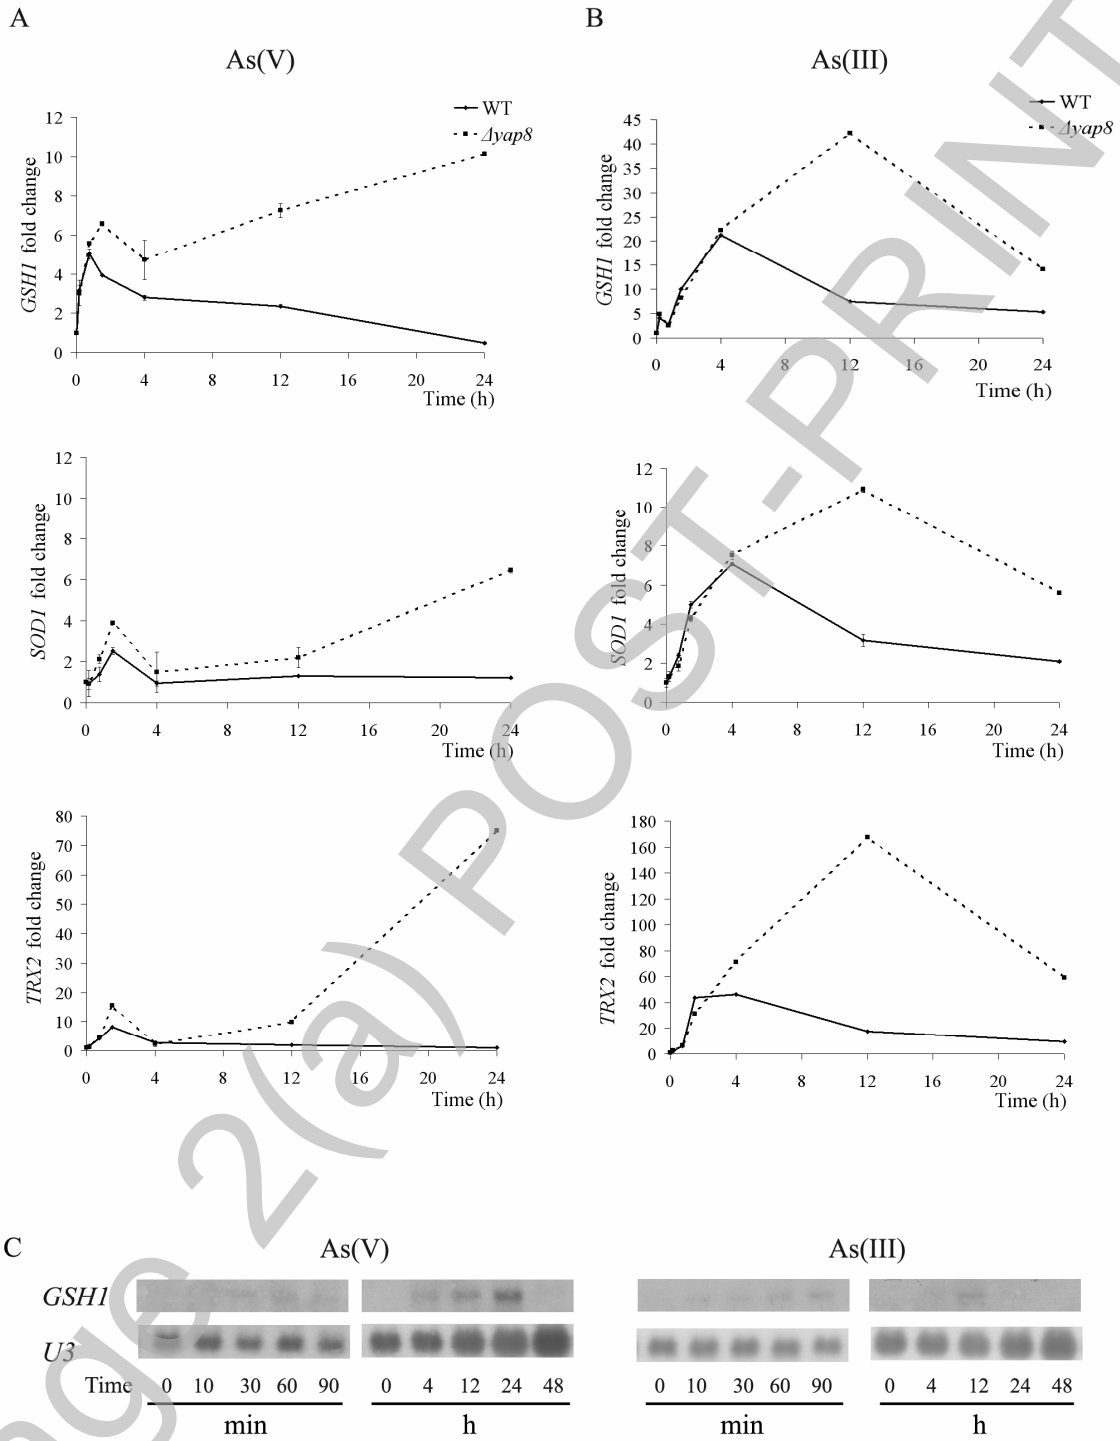 A
B
As(V)
As(III)
WT
Δyap8
WT
Δyap8
GSH1 fold change
12
10
8
6
4
2
0
0 4 8 12 16 20 24
Time (h)
GSH1 fold change
45
40
35
30
25
20
15
10
5
0
0 4 8 12 16 20 24
Time (h)
SOD1 fold change
12
10
8
6
4
2
0
0 4 8 12 16 20 24
Time (h)
SOD1 fold change
12
10
8
6
4
2
0
0 4 8 12 16 20 24
Time (h)
TRX2 fold change
80
70
60
50
40
30
20
10
0
0 4 8 12 16 20 24
Time (h)
TRX2 fold change
180
160
140
120
100
80
60
40
20
0
0 4 8 12 16 20 24
Time (h)
C
As(V)
As(III)
GSH1
U3
Time 0 10 30 60 90 0 4 12 24 48 0 10 30 60 90 0 4 12 24 48
min h min h
2(a) POST-PRINT